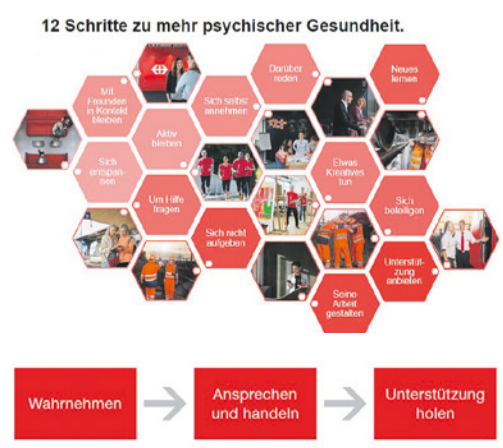 12 Schritte zu mehr psychischer Gesundheit.
Mit
Freunden
in Kontakt
bleiben
Sich selbst
annehmen
Darüber
reden
Neues
lernen
Sich
entspan-
nen
Aktiv
bleiben
Etwas
Kreatives
tun
Um Hilfe
fragen
Sich nicht
aufgeben
Sich
beteiligen
Unterstüt-
zung
anbieten
Seine
Arbeit
gestalten
Wahrnehmen
Ansprechen
und handeln
Unterstützung
holen